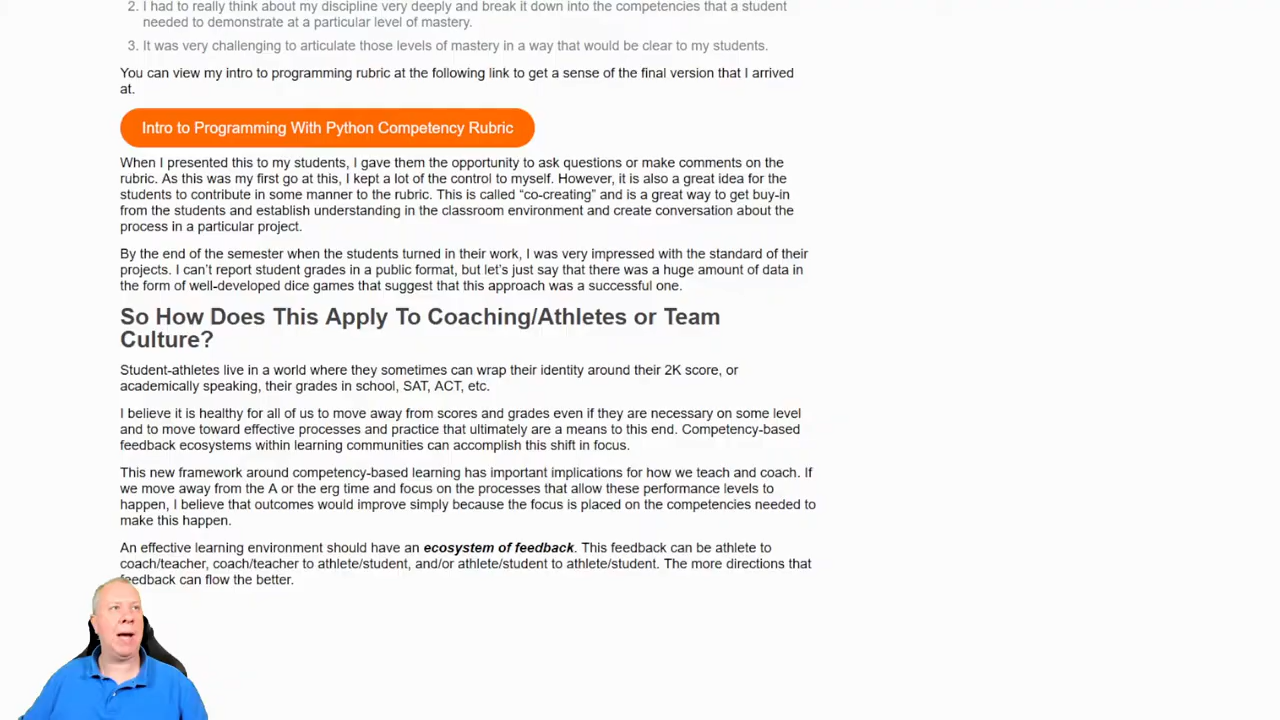 2. I had to really think about my discipline very deeply and break it down into the competencies that a student
needed to demonstrate at a particular level of mastery.
3. It was very challenging to articulate those levels of mastery in a way that would be clear to my students.
You can view my intro to programming rubric at the following link to get a sense of the final version that I arrived
at.
Intro to Programming With Python Competency Rubric
When I presented this to my students, I gave them the opportunity to ask questions or make comments on the
rubric. As this was my first go at this, I kept a lot of the control to myself. However, it is also a great idea for the
students to contribute in some manner to the rubric. This is called “co-creating” and is a great way to get buy-in
from the students and establish understanding in the classroom environment and create conversation about the
process in a particular project.
By the end of the semester when the students turned in their work, I was very impressed with the standard of their
projects. I can’t report student grades in a public format, but let’s just say that there was a huge amount of data in
the form of well-developed dice games that suggest that this approach was a successful one.
So How Does This Apply To Coaching/Athletes or Team
Culture?
Student-athletes live in a world where they sometimes can wrap their identity around their 2K score, or
academically speaking, their grades in school, SAT, ACT, etc.
I believe it is healthy for all of us to move away from scores and grades even if they are necessary on some level
and to move toward effective processes and practice that ultimately are a means to this end. Competency-based
feedback ecosystems within learning communities can accomplish this shift in focus.
This new framework around competency-based learning has important implications for how we teach and coach. If
we move away from the A or the erg time and focus on the processes that allow these performance levels to
happen, I believe that outcomes would improve simply because the focus is placed on the competencies needed to
make this happen.
An effective learning environment should have an ecosystem of feedback. This feedback can be athlete to
coach/teacher, coach/teacher to athlete/student, and/or athlete/student to athlete/student. The more directions that
feedback can flow the better.